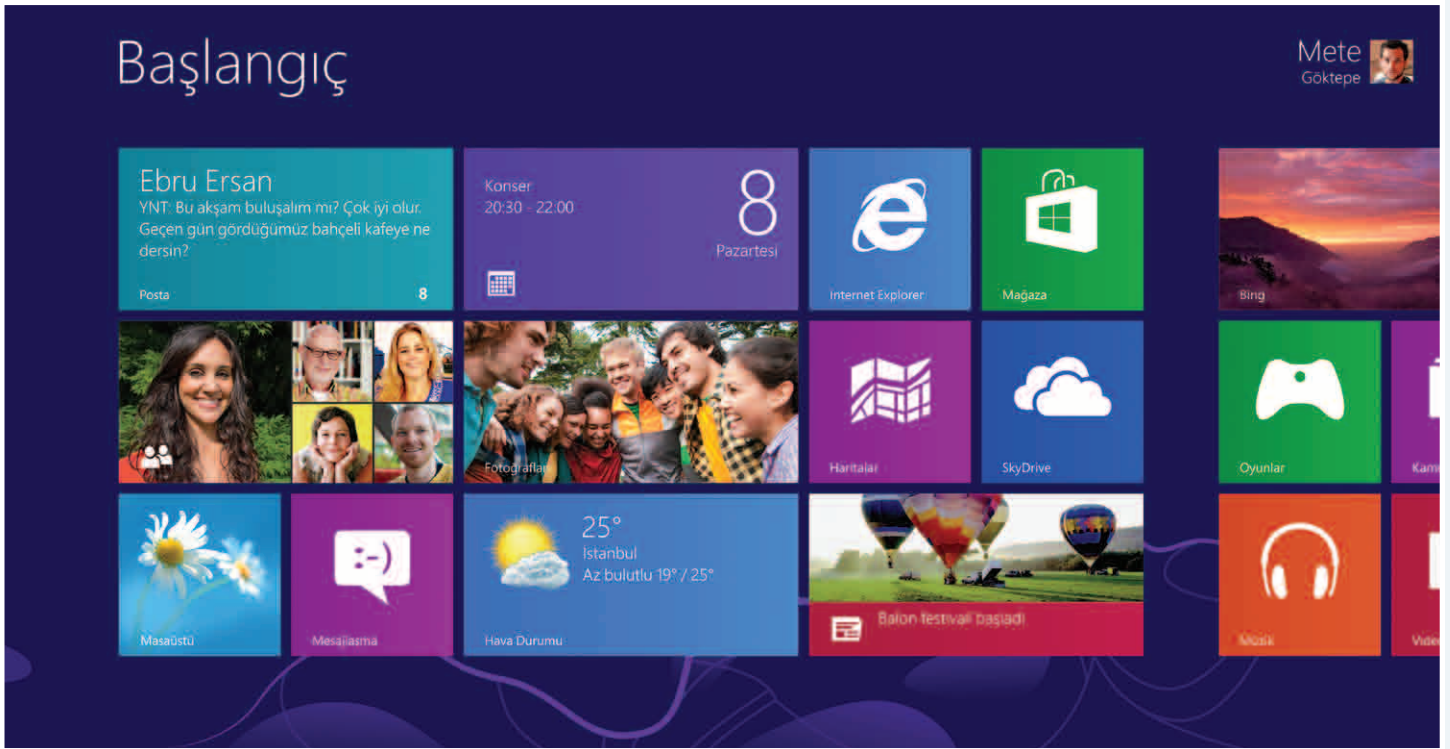 Başlangıç
Mete
Göktepe
Ebru Ersan
YNT: Bu akşam buluşalım mı? Çok iyi olur.
Geçen gün gördüğümüz bahçeli kafeye ne
dersin?
Posta
8
Konser
20:30 - 22:00
8
Pazartesi
Internet Explorer
Mağaza
Bing
Fotoğraflar
Haritalar
SkyDrive
Oyunlar
Kam
Masaüstü
Mesajlaşma
25°
İstanbul
Az bulutlu 19° / 25°
Hava Durumu
Balon festivali başladı
Müzik
Video